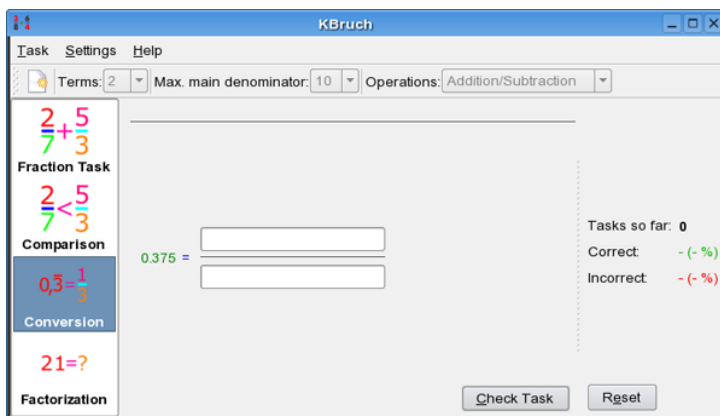 KBruch
Task Settings Help
Terms: 2 Max. main denominator: 10 Operations: Addition/Subtraction
2/7+5/3
Fraction Task
2/7<5/3
Comparison
0,3̅=1/3
Conversion
21=?
Factorization
0.375 =
Tasks so far: 0
Correct: - (- %)
Incorrect: - (- %)
Check Task Reset